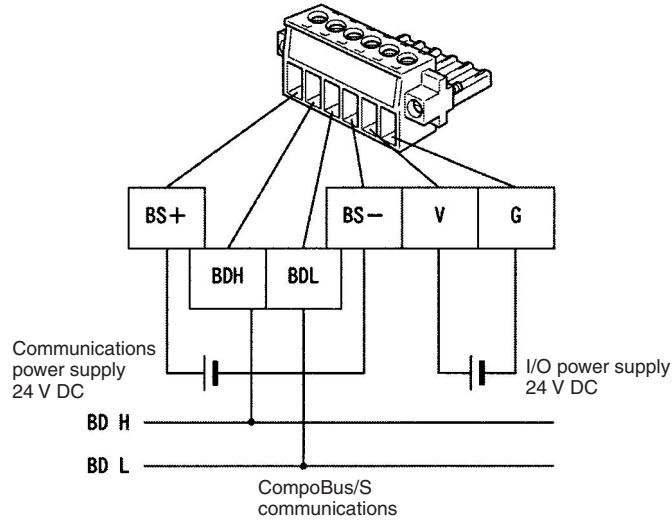 BS+
BS−
V
G
BDH
BDL
Communications
power supply
24 V DC
I/O power supply
24 V DC
BD H
BD L
CompoBus/S
communications